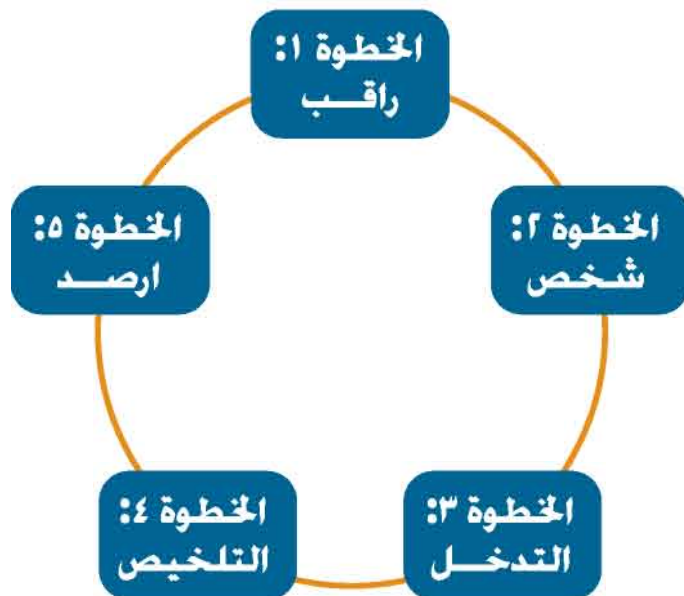 الخطوة ١:
راقب
الخطوة ٢:
شخص
الخطوة ٣:
التدخل
الخطوة ٤:
التلخيص
الخطوة ٥:
ارصد